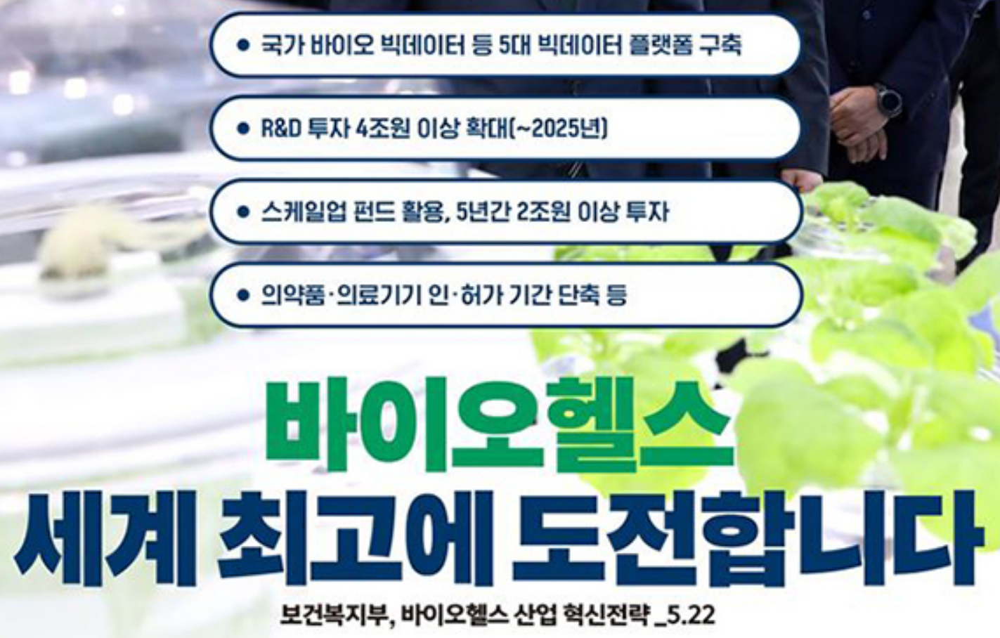 • 국가 바이오 빅데이터 등 5대 빅데이터 플랫폼 구축
• R&D 투자 4조원 이상 확대(~2025년)
• 스케일업 펀드 활용, 5년간 2조원 이상 투자
• 의약품·의료기기 인·허가 기간 단축 등
바이오헬스
세계 최고에 도전합니다
보건복지부, 바이오헬스 산업 혁신전략_5.22